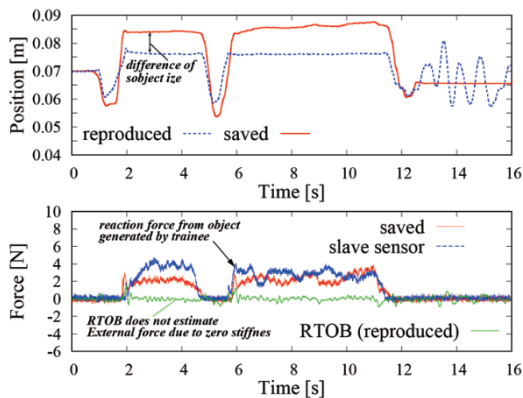 0.09
0.08
0.07
0.06
0.05
0.04
Position [m]
difference of
sobject ize
reproduced
saved
0 2 4 6 8 10 12 14 16
Time [s]
10
8
6
4
2
0
-2
-4
-6
Force [N]
reaction force from object
generated by trainee
saved
slave sensor
RTOB does not estimate
External force due to zero stiffnes
RTOB (reproduced)
0 2 4 6 8 10 12 14 16
Time [s]